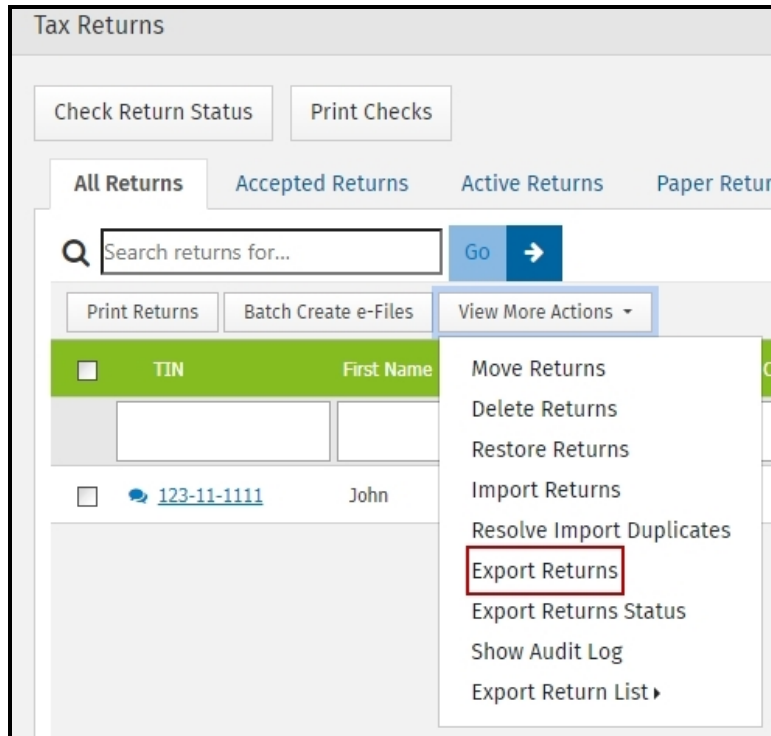 Tax Returns
Check Return Status Print Checks
All Returns Accepted Returns Active Returns Paper
Search returns for... Go
Print Returns Batch Create e-Files View More Actions
TIN First Name
Move Returns
Delete Returns
Restore Returns
Import Returns
123-11-1111 John
Resolve Import Duplicates
Export Returns
Export Returns Status
Show Audit Log
Export Return List